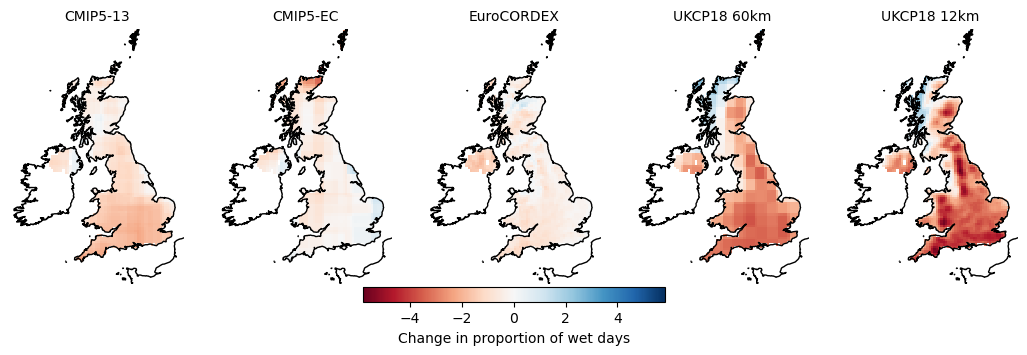 CMIP5-13 CMIP5-EC EuroCORDEX UKCP18 60km UKCP18 12km
−4 −2 0 2 4
Change in proportion of wet days